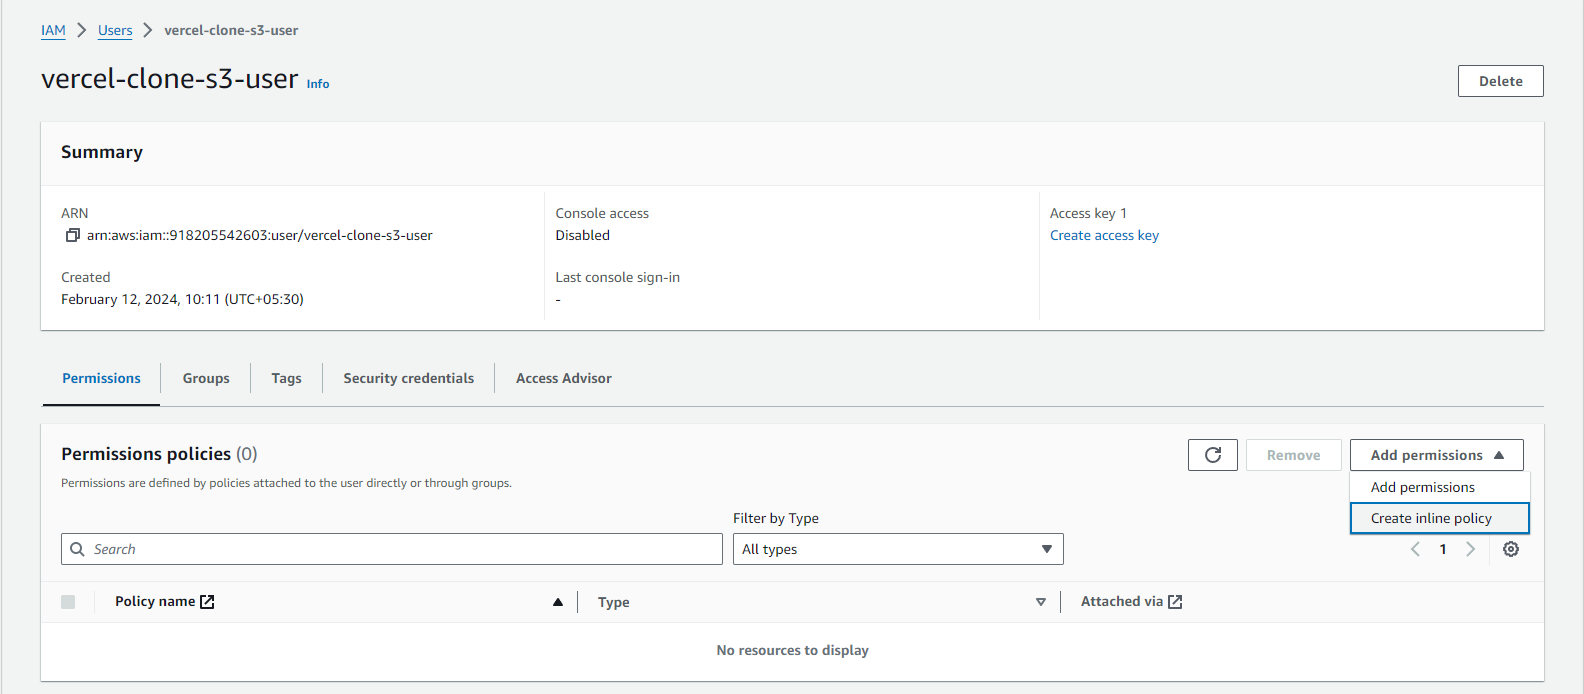 IAM > Users > vercel-clone-s3-user
vercel-clone-s3-user Info
Delete
Summary
ARN
arn:aws:iam::918205542603:user/vercel-clone-s3-user
Created
February 12, 2024, 10:11 (UTC+05:30)
Console access
Disabled
Last console sign-in
-
Access key 1
Create access key
Permissions
Groups
Tags
Security credentials
Access Advisor
Permissions policies (0)
Permissions are defined by policies attached to the user directly or through groups.
Remove
Add permissions
Add permissions
Create inline policy
Filter by Type
Search
All types
1
Policy name
Type
Attached via
No resources to display